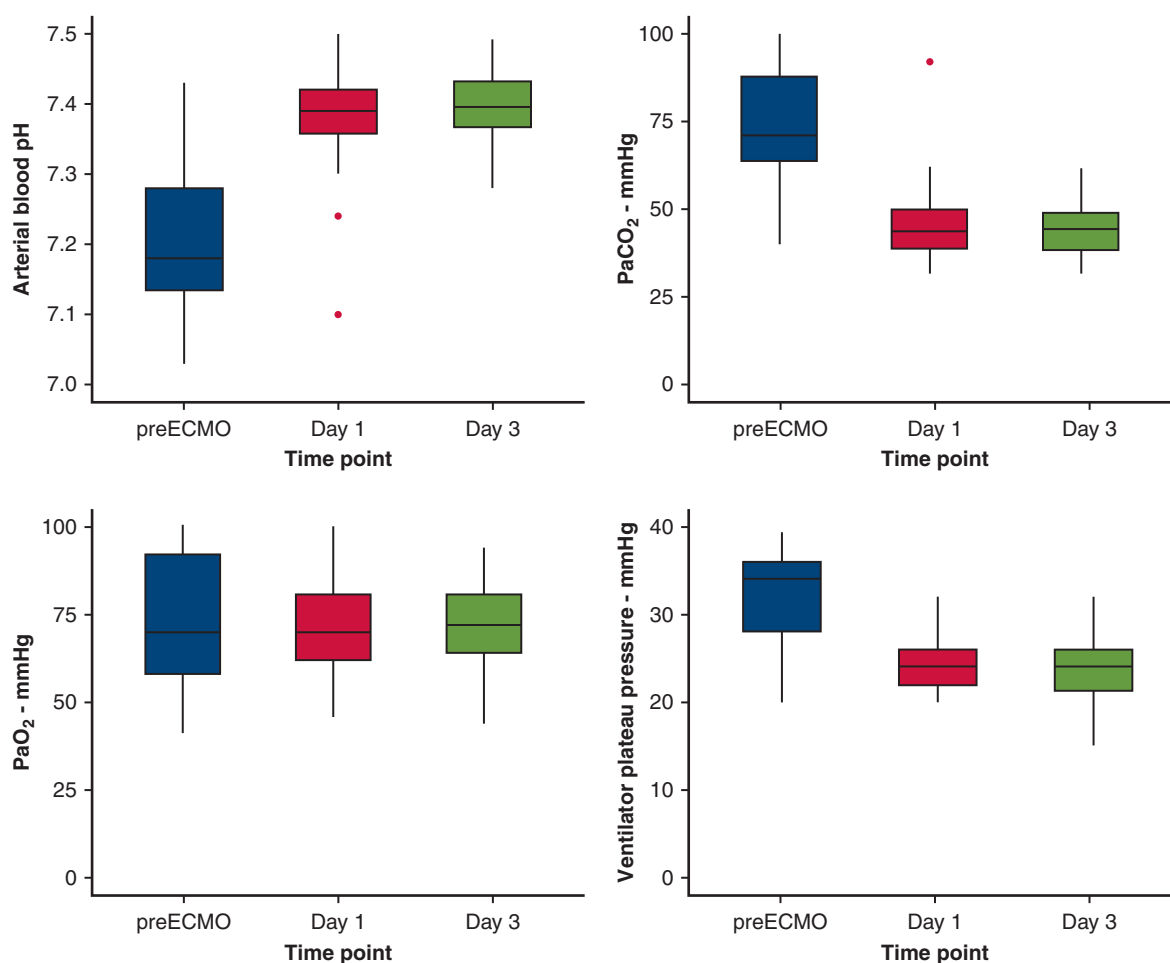 Arterial blood pH
7.5
7.4
7.3
7.2
7.1
7.0
preECMO Day 1 Day 3
Time point
PaCO2 - mmHg
100
75
50
25
0
preECMO Day 1 Day 3
Time point
PaO2 - mmHg
100
75
50
25
0
preECMO Day 1 Day 3
Time point
Ventilator plateau pressure - mmHg
40
30
20
10
0
preECMO Day 1 Day 3
Time point